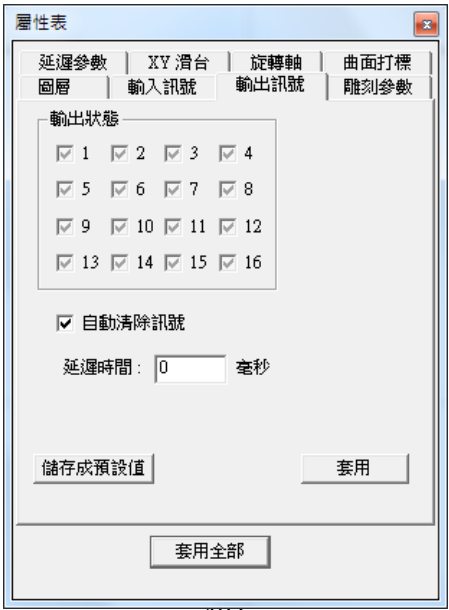 屬性表
延遲參數 XY 滑台 旋轉軸 曲面打標
圖層 輸入訊號 輸出訊號 雕刻參數
輸出狀態
1 2 3 4
5 6 7 8
9 10 11 12
13 14 15 16
自動清除訊號
延遲時間： 0 毫秒
儲存成預設值 套用
套用全部